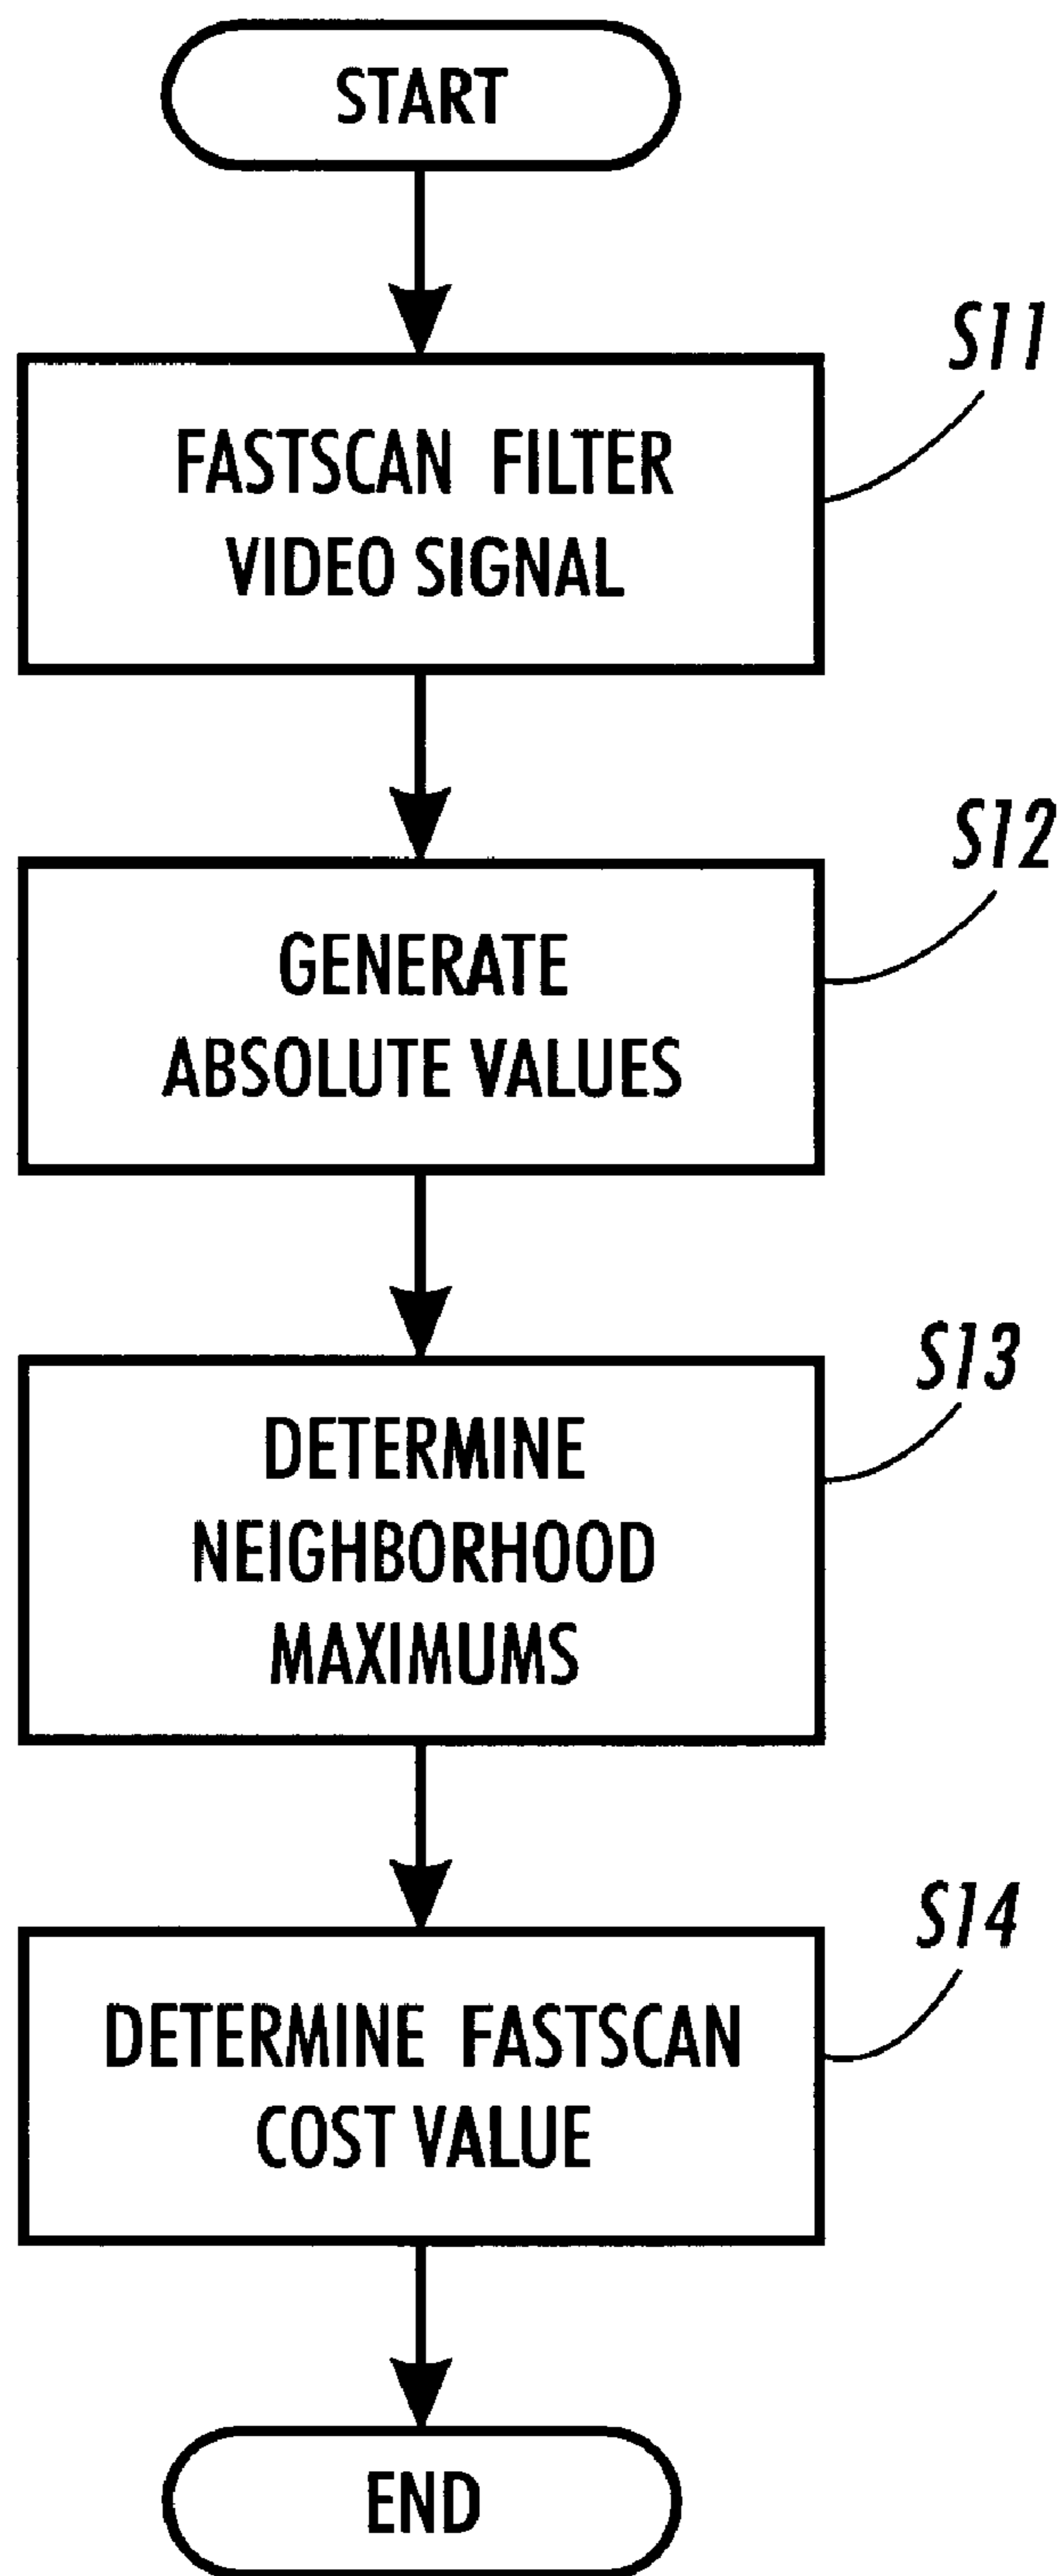 START
S11
FASTSCAN FILTER
VIDEO SIGNAL
S12
GENERATE
ABSOLUTE VALUES
S13
DETERMINE
NEIGHBORHOOD
MAXIMUMS
S14
DETERMINE FASTSCAN
COST VALUE
END